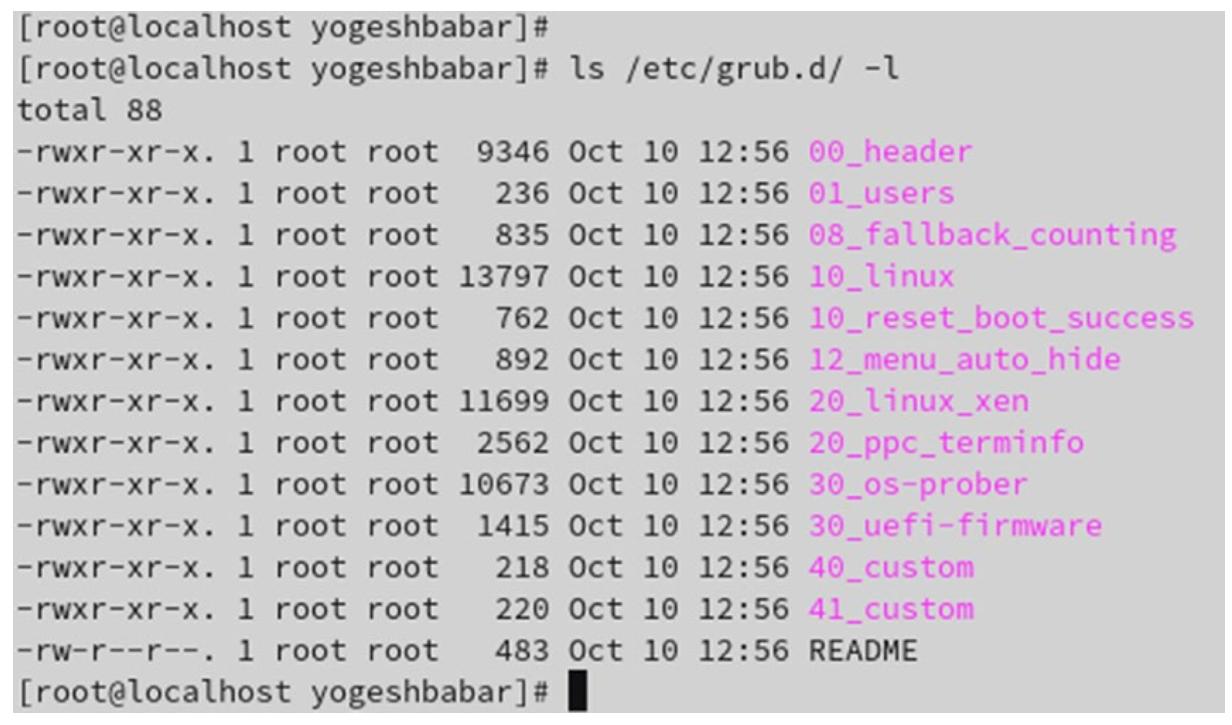 [root@localhost yogeshbabar]#
[root@localhost yogeshbabar]# ls /etc/grub.d/ -l
total 88
-rwxr-xr-x. 1 root root  9346 Oct 10 12:56 00_header
-rwxr-xr-x. 1 root root   236 Oct 10 12:56 01_users
-rwxr-xr-x. 1 root root   835 Oct 10 12:56 08_fallback_counting
-rwxr-xr-x. 1 root root 13797 Oct 10 12:56 10_linux
-rwxr-xr-x. 1 root root   762 Oct 10 12:56 10_reset_boot_success
-rwxr-xr-x. 1 root root   892 Oct 10 12:56 12_menu_auto_hide
-rwxr-xr-x. 1 root root 11699 Oct 10 12:56 20_linux_xen
-rwxr-xr-x. 1 root root  2562 Oct 10 12:56 20_ppc_terminfo
-rwxr-xr-x. 1 root root 10673 Oct 10 12:56 30_os-prober
-rwxr-xr-x. 1 root root  1415 Oct 10 12:56 30_uefi-firmware
-rwxr-xr-x. 1 root root   218 Oct 10 12:56 40_custom
-rwxr-xr-x. 1 root root   220 Oct 10 12:56 41_custom
-rw-r--r--. 1 root root   483 Oct 10 12:56 README
[root@localhost yogeshbabar]#